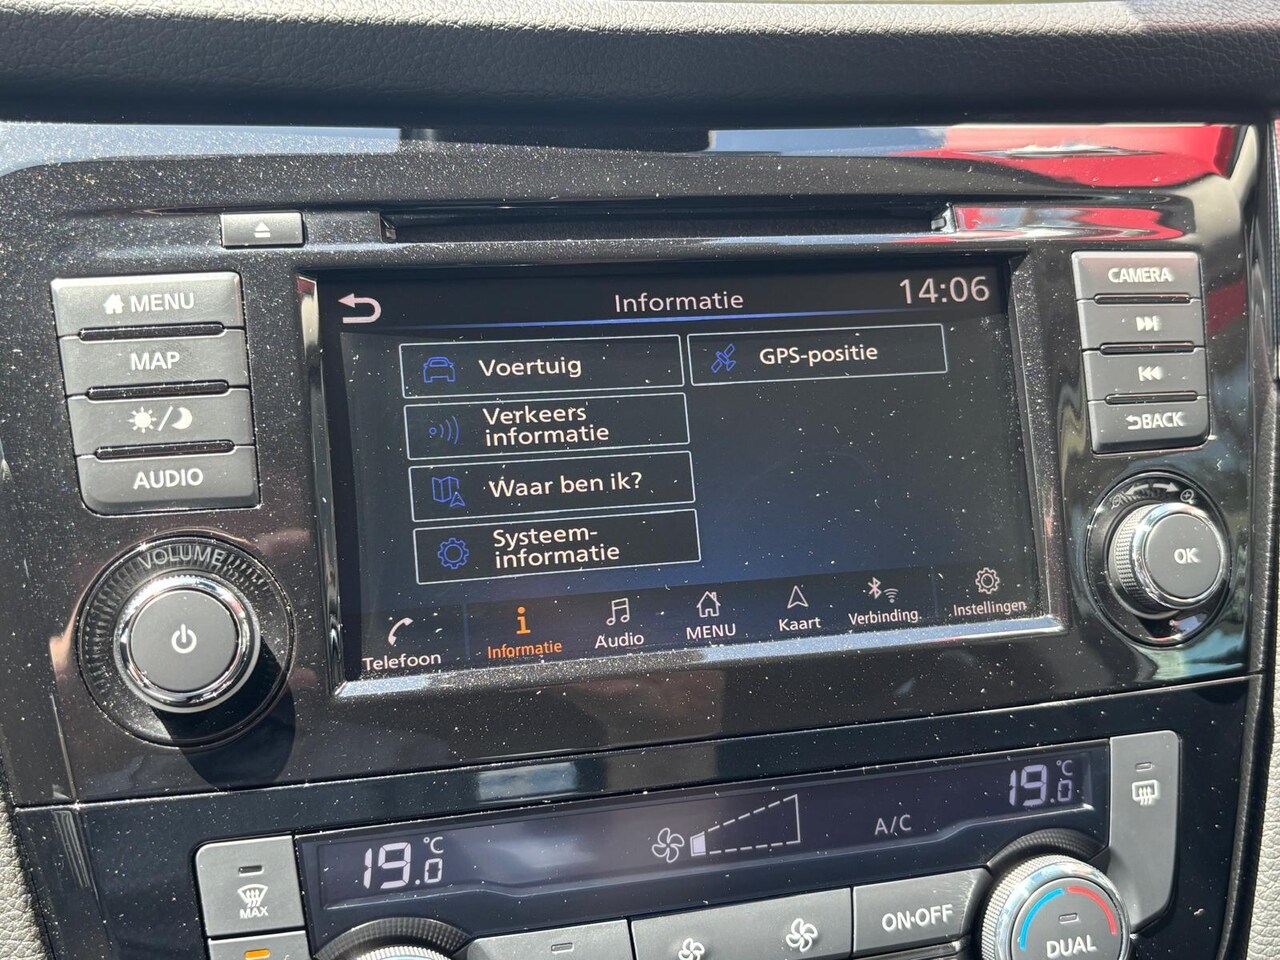 MENU
MAP
AUDIO
VOLUME
Informatie
14:06
Voertuig
GPS-positie
Verkeers
informatie
Waar ben ik?
Systeem-
informatie
Telefoon
Informatie
Audio
MENU
Kaart
Verbinding.
Instellingen
CAMERA
BACK
OK
19.0 °C
A/C
19.0 °C
MAX
ON·OFF
DUAL